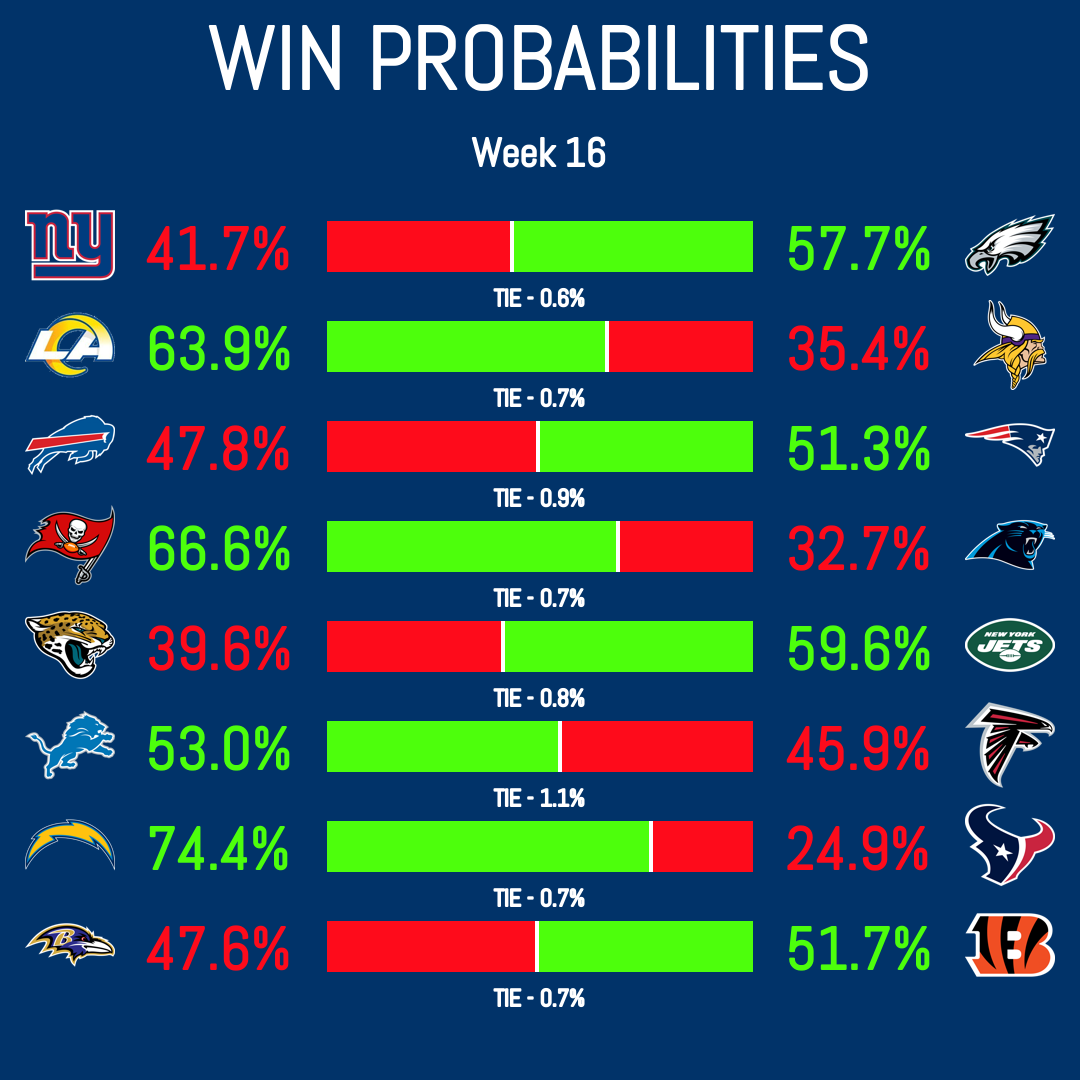 WIN PROBABILITIES
Week 16
ny 41.7% 57.7%
TIE - 0.6%
LA 63.9% 35.4%
TIE - 0.7%
47.8% 51.3%
TIE - 0.9%
66.6% 32.7%
TIE - 0.7%
39.6% 59.6% NEW YORK JETS
TIE - 0.8%
53.0% 45.9%
TIE - 1.1%
74.4% 24.9%
TIE - 0.7%
B 47.6% 51.7% B
TIE - 0.7%